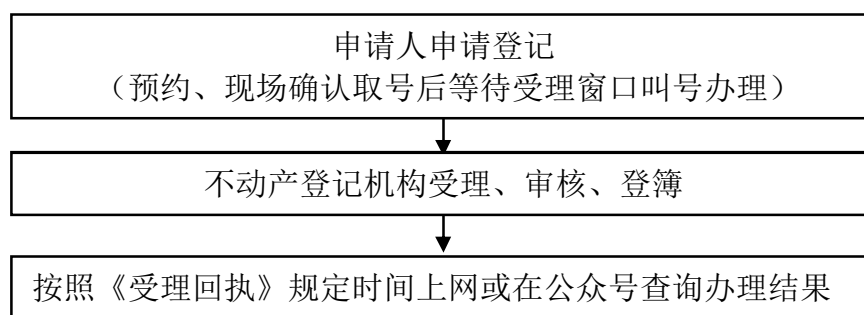 申请人申请登记
（预约、现场确认取号后等待受理窗口叫号办理）
不动产登记机构受理、审核、登簿
按照《受理回执》规定时间上网或在公众号查询办理结果